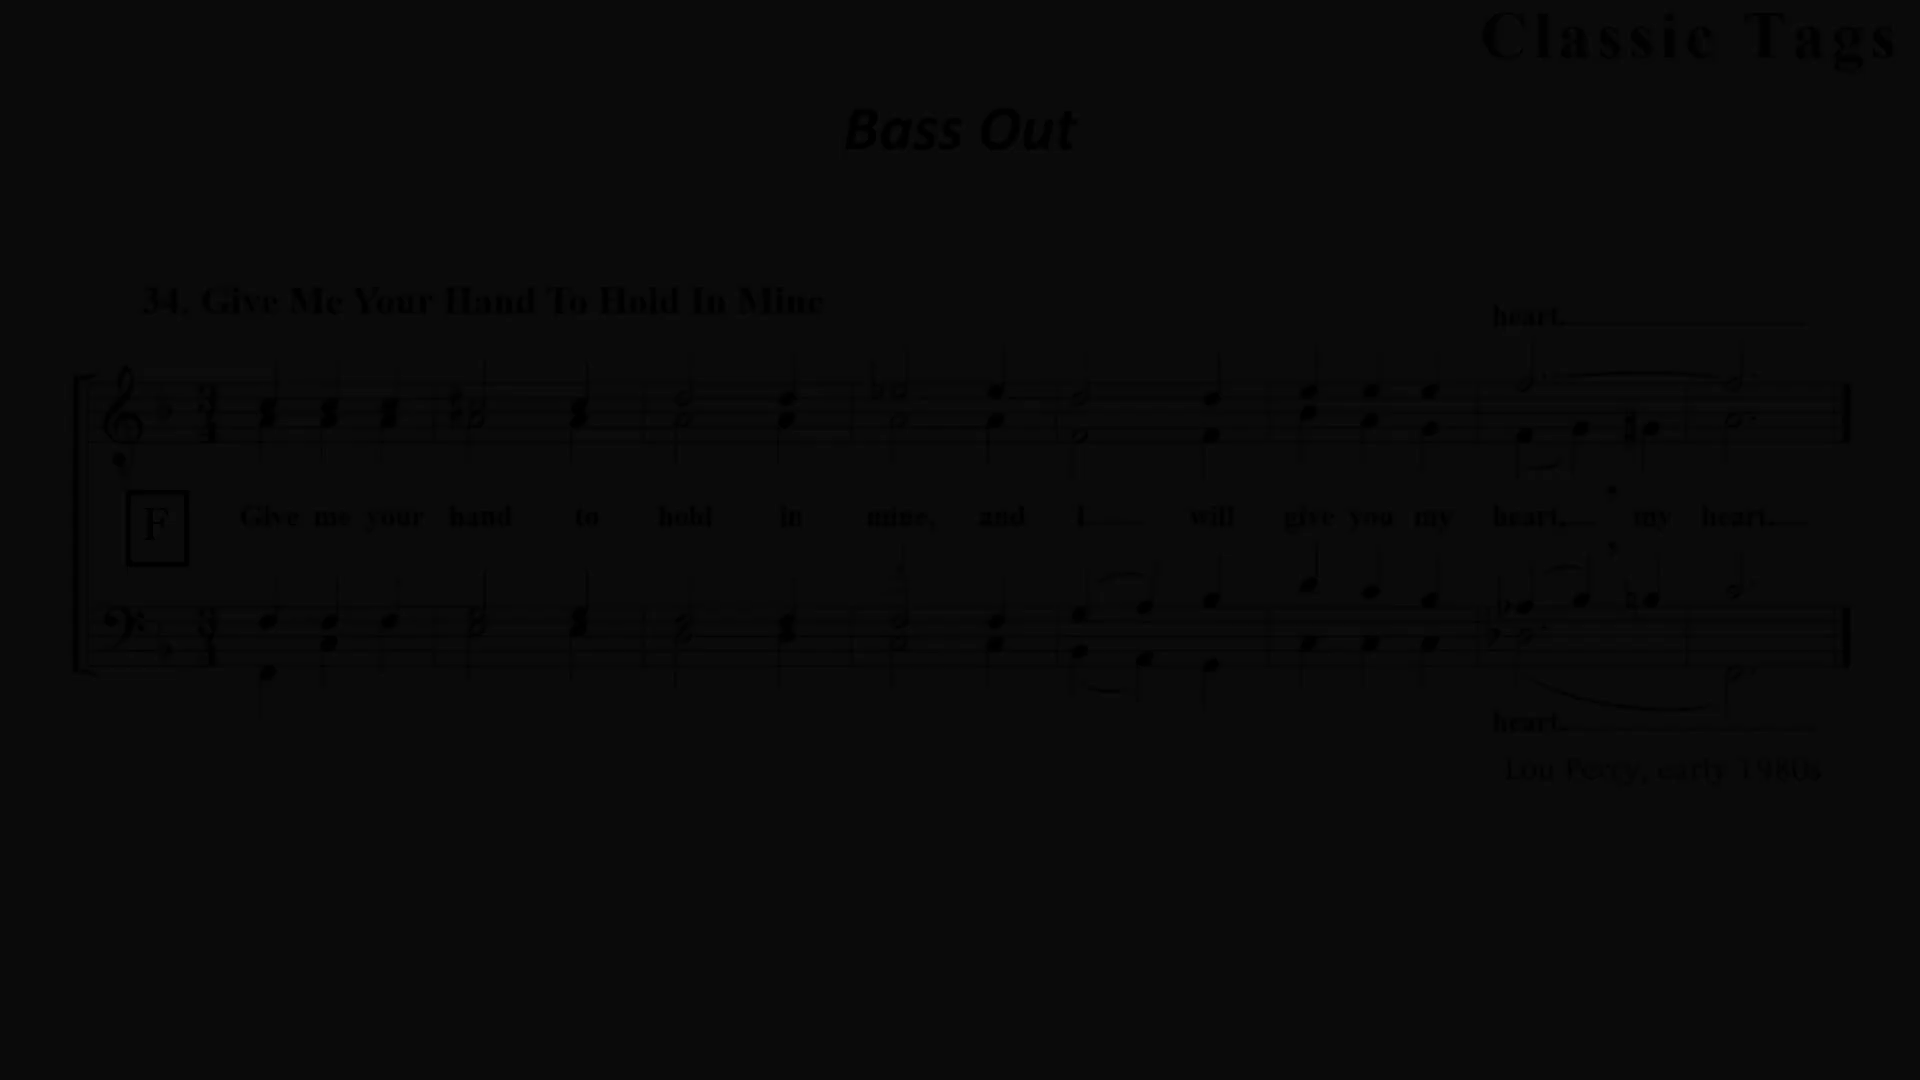 Classic Tags
Bass Out
34. Give Me Your Hand To Hold In Mine
heart
F
Give me your hand to hold in mine, and I will give you my heart, my heart.
heart
Lou Perry, early 1980s